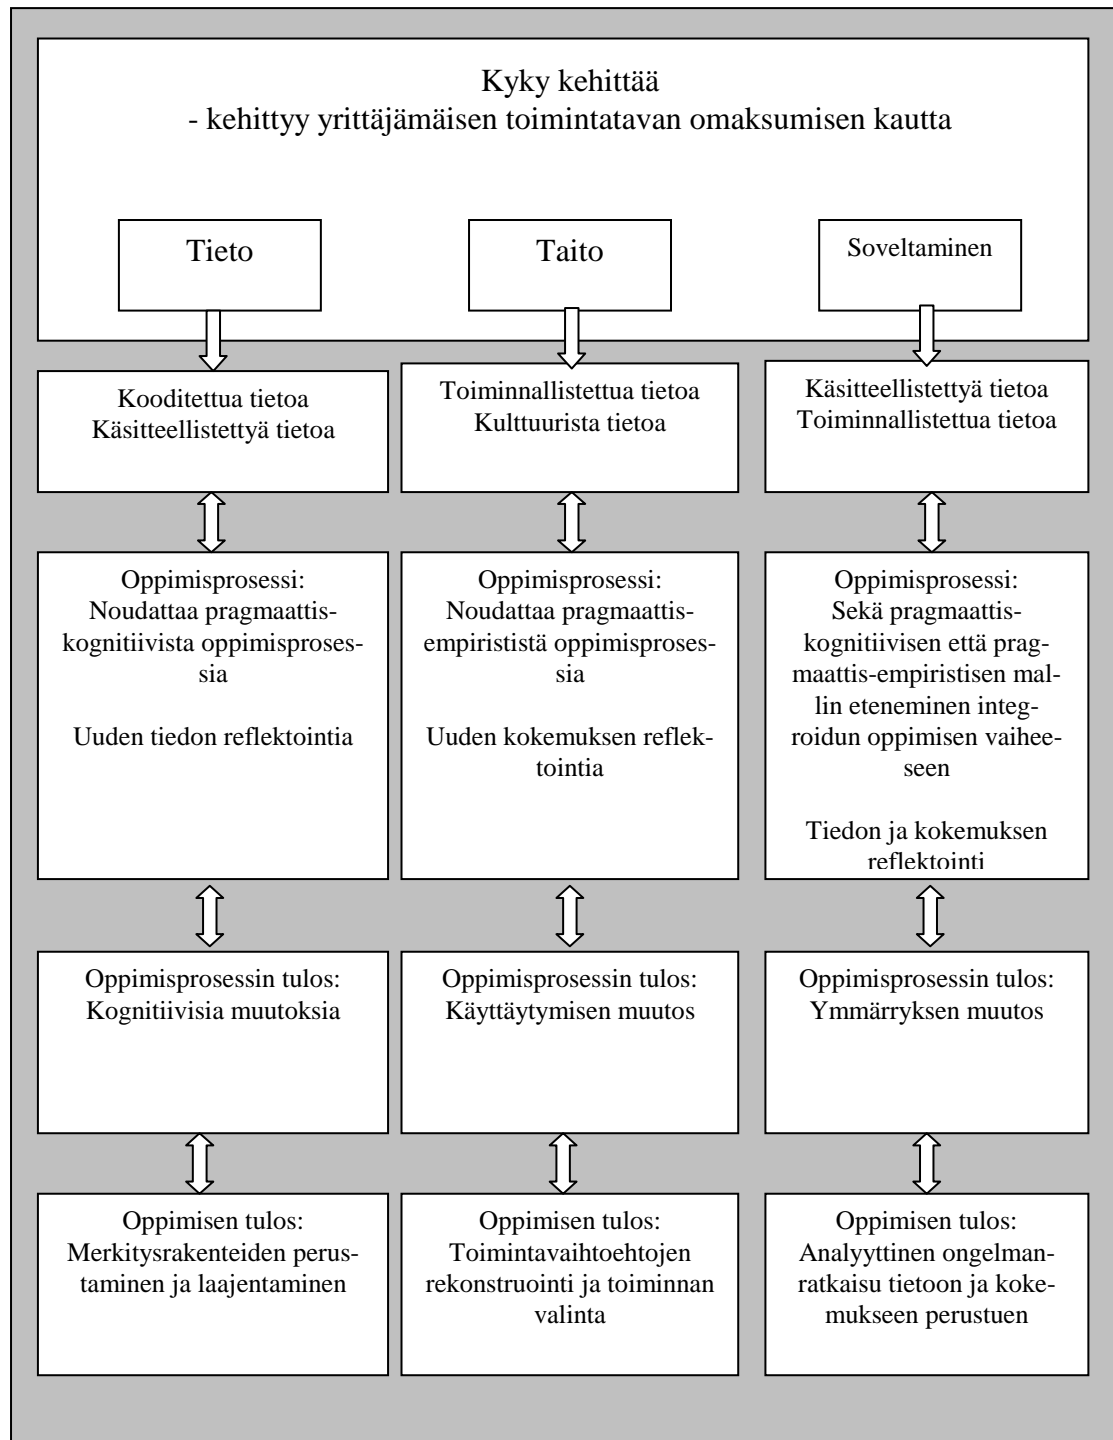 Kyky kehittää
- kehittyy yrittäjämäisen toimintatavan omaksumisen kautta
Tieto
Taito
Soveltaminen
Kooditettua tietoa
Käsitteellistettyä tietoa
Toiminnallistettua tietoa
Kulttuurista tietoa
Käsitteellistettyä tietoa
Toiminnallistettua tietoa
Oppimisprosessi:
Noudattaa pragmaattis-
kognitiivista oppimisproses-
sia
Uuden tiedon reflektointia
Oppimisprosessi:
Noudattaa pragmaattis-
empirististä oppimisproses-
sia
Uuden kokemuksen reflek-
tointia
Oppimisprosessi:
Sekä pragmaattis-
kognitiivisen että prag-
maattis-empiristisen mal-
lin eteneminen integ-
roidun oppimisen vaihee-
seen
Tiedon ja kokemuksen
reflektointi
Oppimisprosessin tulos:
Kognitiivisia muutoksia
Oppimisprosessin tulos:
Käyttäytymisen muutos
Oppimisprosessin tulos:
Ymmärryksen muutos
Oppimisen tulos:
Merkitysrakenteiden perus-
taminen ja laajentaminen
Oppimisen tulos:
Toimintavaihtoehtojen
rekonstruointi ja toiminnan
valinta
Oppimisen tulos:
Analyyttinen ongelman-
ratkaisu tietoon ja koke-
mukseen perustuen